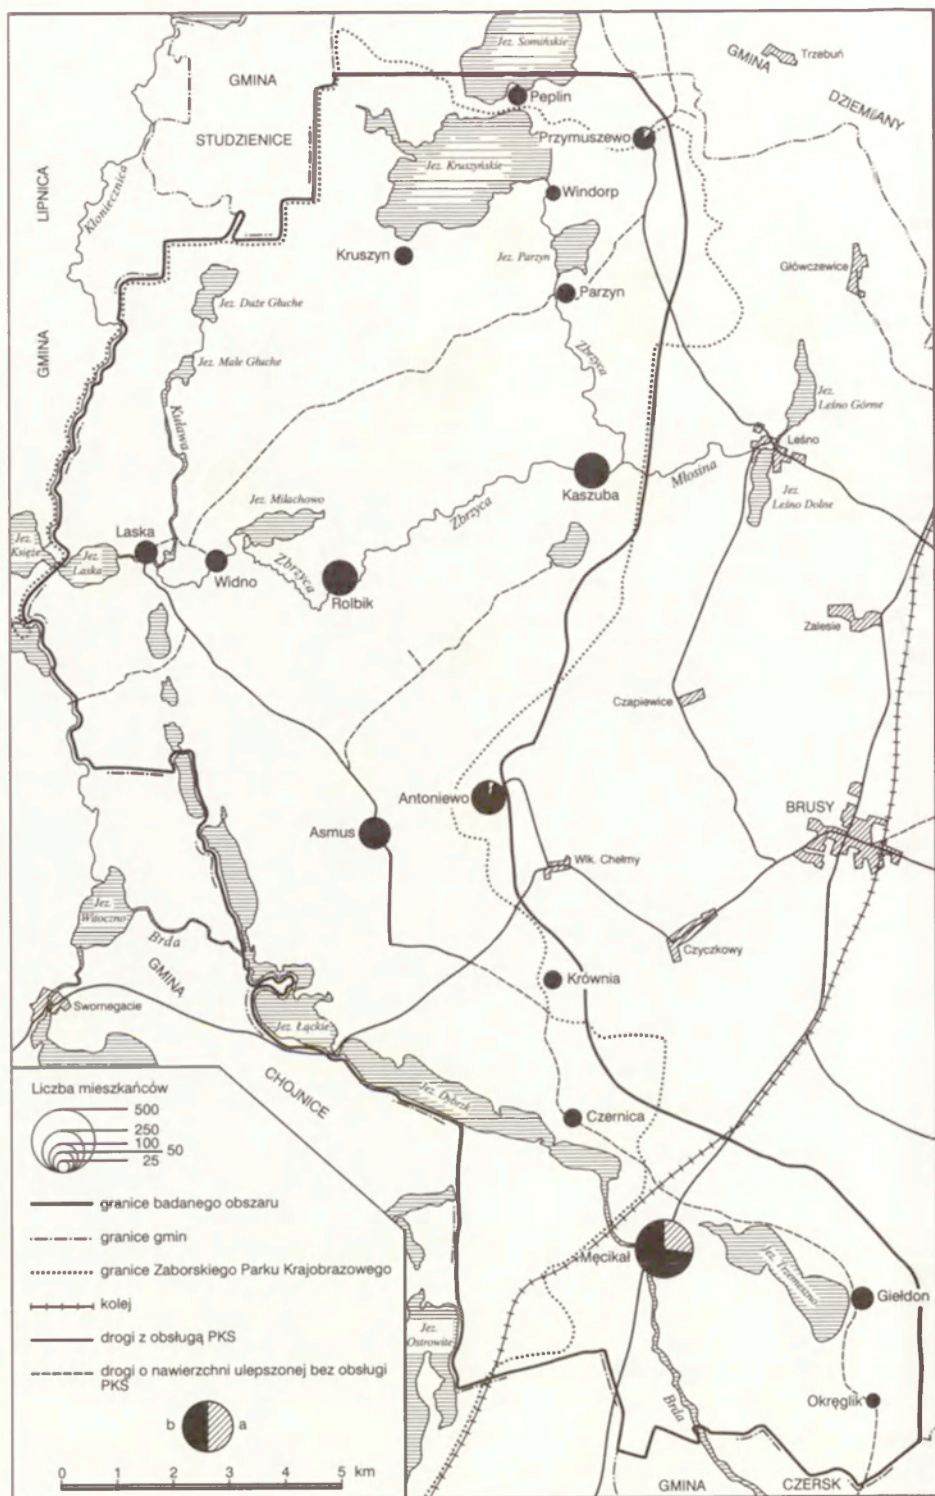 Jez. Somińskie
GMINA
Trzebuń
DZIEMIANY
GMINA
STUDZIENICE
Peplin
Przymuszewo
Jez. Kruszyńskie
LIPNICA
GMINA
Kłoniecznica
Windorp
Kruszyn
Jez. Parzyn
Parzyn
Główczewice
Jez. Duże Głuche
Jez. Małe Głuche
Kulawa
Zbrzyca
Jez.
Leśno Górne
Leśno
Młosina
Jez.
Leśno Dolne
Kaszuba
Zbrzyca
Jez. Milachowo
Laska
Jez.
Księże
Jez.
Laska
Widno
Zbrzyca
Rolbik
Zalesie
Czapiewice
Antoniewo
BRUSY
Asmus
Wlk. Chełmy
Czyczkowy
Jez.
Witoczno
Brda
GMINA
Swornegacie
Krównia
Jez. Łąckie
CHOJNICE
Jez. Dybrzk
Czernica
Męcikał
Jez. Trzemeszno
Giełdon
Jez.
Ostrowite
Okręglik
Brda
GMINA
CZERSK
Liczba mieszkańców
500
250
100
50
25
granice badanego obszaru
granice gmin
granice Zaborskiego Parku Krajobrazowego
kolej
drogi z obsługą PKS
drogi o nawierzchni ulepszonej bez obsługi
PKS
b a
0 1 2 3 4 5 km